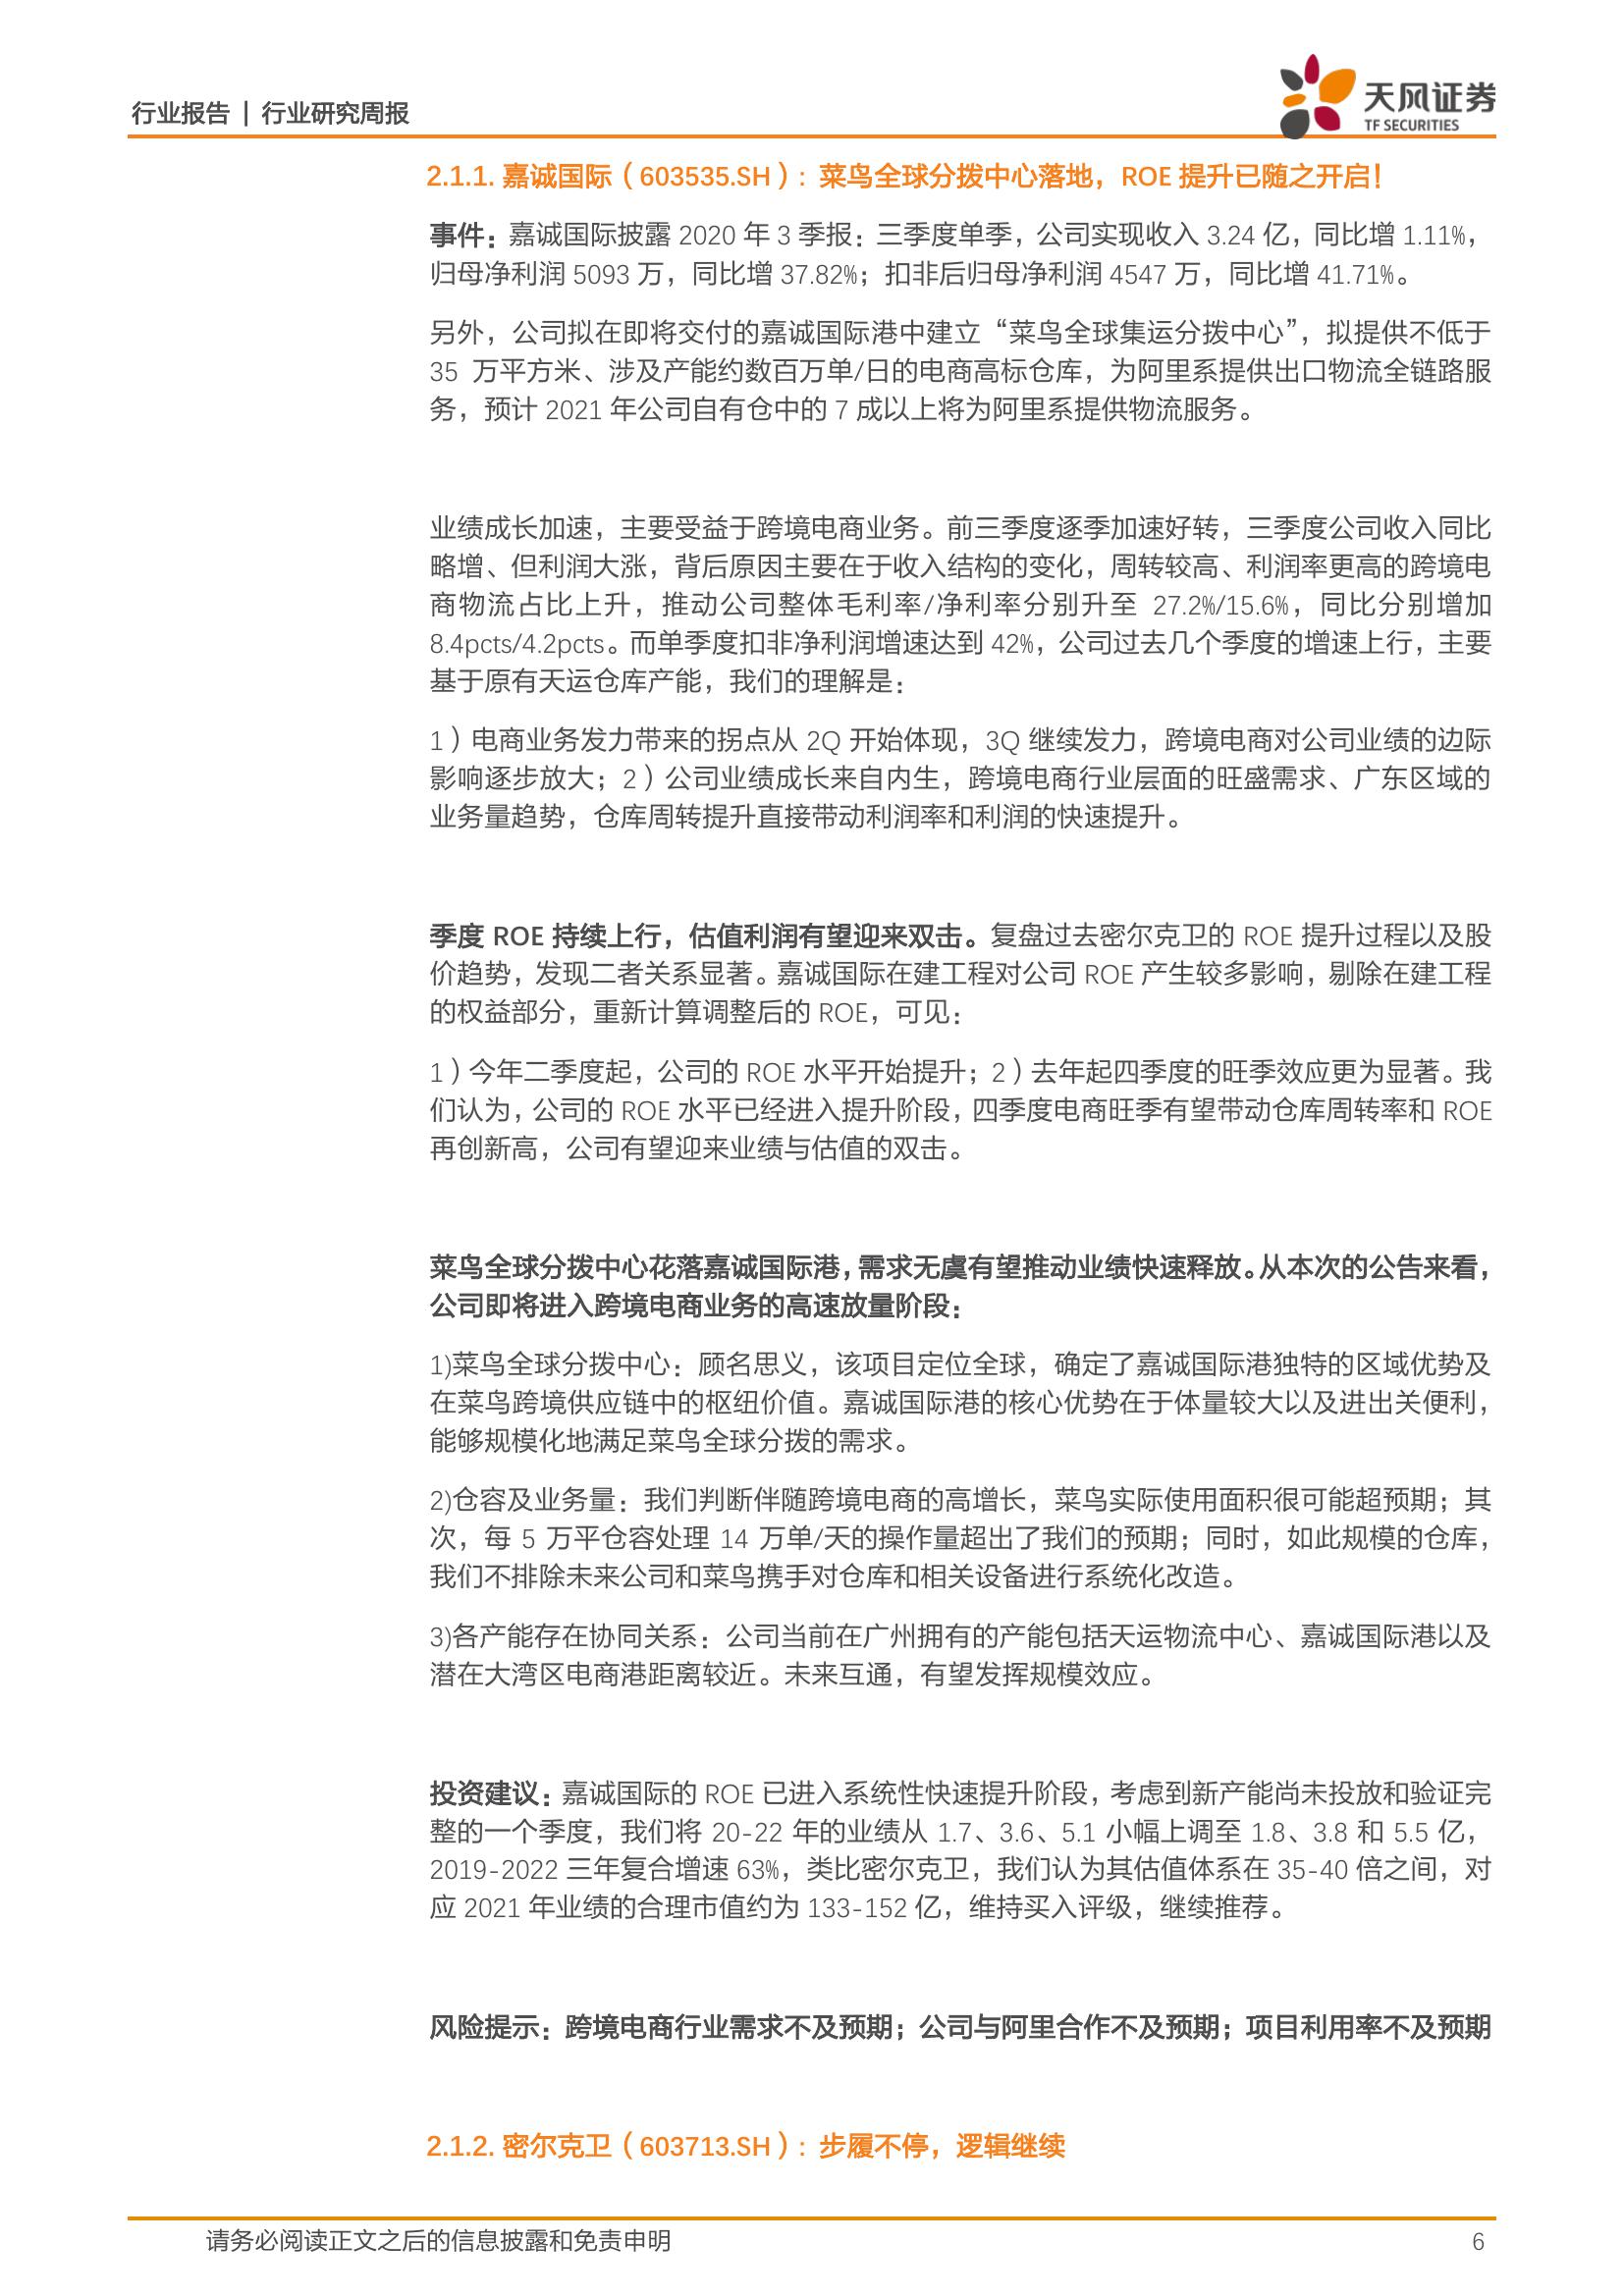 行业报告 | 行业研究周报
天风证券
TF SECURITIES
2.1.1. 嘉诚国际（603535.SH）：菜鸟全球分拨中心落地，ROE 提升已随之开启！
事件：嘉诚国际披露 2020 年 3 季报：三季度单季，公司实现收入 3.24 亿，同比增 1.11%，
归母净利润 5093 万，同比增 37.82%；扣非后归母净利润 4547 万，同比增 41.71%。
另外，公司拟在即将交付的嘉诚国际港中建立“菜鸟全球集运分拨中心”，拟提供不低于
35 万平方米、涉及产能约数百万单/日的电商高标仓库，为阿里系提供出口物流全链路服
务，预计 2021 年公司自有仓中的 7 成以上将为阿里系提供物流服务。
业绩成长加速，主要受益于跨境电商业务。前三季度逐季加速好转，三季度公司收入同比
略增、但利润大涨，背后原因主要在于收入结构的变化，周转较高、利润率更高的跨境电
商物流占比上升，推动公司整体毛利率/净利率分别升至 27.2%/15.6%，同比分别增加
8.4pcts/4.2pcts。而单季度扣非净利润增速达到 42%，公司过去几个季度的增速上行，主要
基于原有天运仓库产能，我们的理解是：
1）电商业务发力带来的拐点从 2Q 开始体现，3Q 继续发力，跨境电商对公司业绩的边际
影响逐步放大；2）公司业绩成长来自内生，跨境电商行业层面的旺盛需求、广东区域的
业务量趋势，仓库周转提升直接带动利润率和利润的快速提升。
季度 ROE 持续上行，估值利润有望迎来双击。复盘过去密尔克卫的 ROE 提升过程以及股
价趋势，发现二者关系显著。嘉诚国际在建工程对公司 ROE 产生较多影响，剔除在建工程
的权益部分，重新计算调整后的 ROE，可见：
1）今年二季度起，公司的 ROE 水平开始提升；2）去年起四季度的旺季效应更为显著。我
们认为，公司的 ROE 水平已经进入提升阶段，四季度电商旺季有望带动仓库周转率和 ROE
再创新高，公司有望迎来业绩与估值的双击。
菜鸟全球分拨中心花落嘉诚国际港，需求无虞有望推动业绩快速释放。从本次的公告来看，
公司即将进入跨境电商业务的高速放量阶段：
1)菜鸟全球分拨中心：顾名思义，该项目定位全球，确定了嘉诚国际港独特的区域优势及
在菜鸟跨境供应链中的枢纽价值。嘉诚国际港的核心优势在于体量较大以及进出关便利，
能够规模化地满足菜鸟全球分拨的需求。
2)仓容及业务量：我们判断伴随跨境电商的高增长，菜鸟实际使用面积很可能超预期；其
次，每 5 万平仓容处理 14 万单/天的操作量超出了我们的预期；同时，如此规模的仓库，
我们不排除未来公司和菜鸟携手对仓库和相关设备进行系统化改造。
3)各产能存在协同关系：公司当前在广州拥有的产能包括天运物流中心、嘉诚国际港以及
潜在大湾区电商港距离较近。未来互通，有望发挥规模效应。
投资建议：嘉诚国际的 ROE 已进入系统性快速提升阶段，考虑到新产能尚未投放和验证完
整的一个季度，我们将 20-22 年的业绩从 1.7、3.6、5.1 小幅上调至 1.8、3.8 和 5.5 亿，
2019-2022 三年复合增速 63%，类比密尔克卫，我们认为其估值体系在 35-40 倍之间，对
应 2021 年业绩的合理市值约为 133-152 亿，维持买入评级，继续推荐。
风险提示：跨境电商行业需求不及预期；公司与阿里合作不及预期；项目利用率不及预期
2.1.2. 密尔克卫（603713.SH）：步履不停，逻辑继续
请务必阅读正文之后的信息披露和免责申明
6